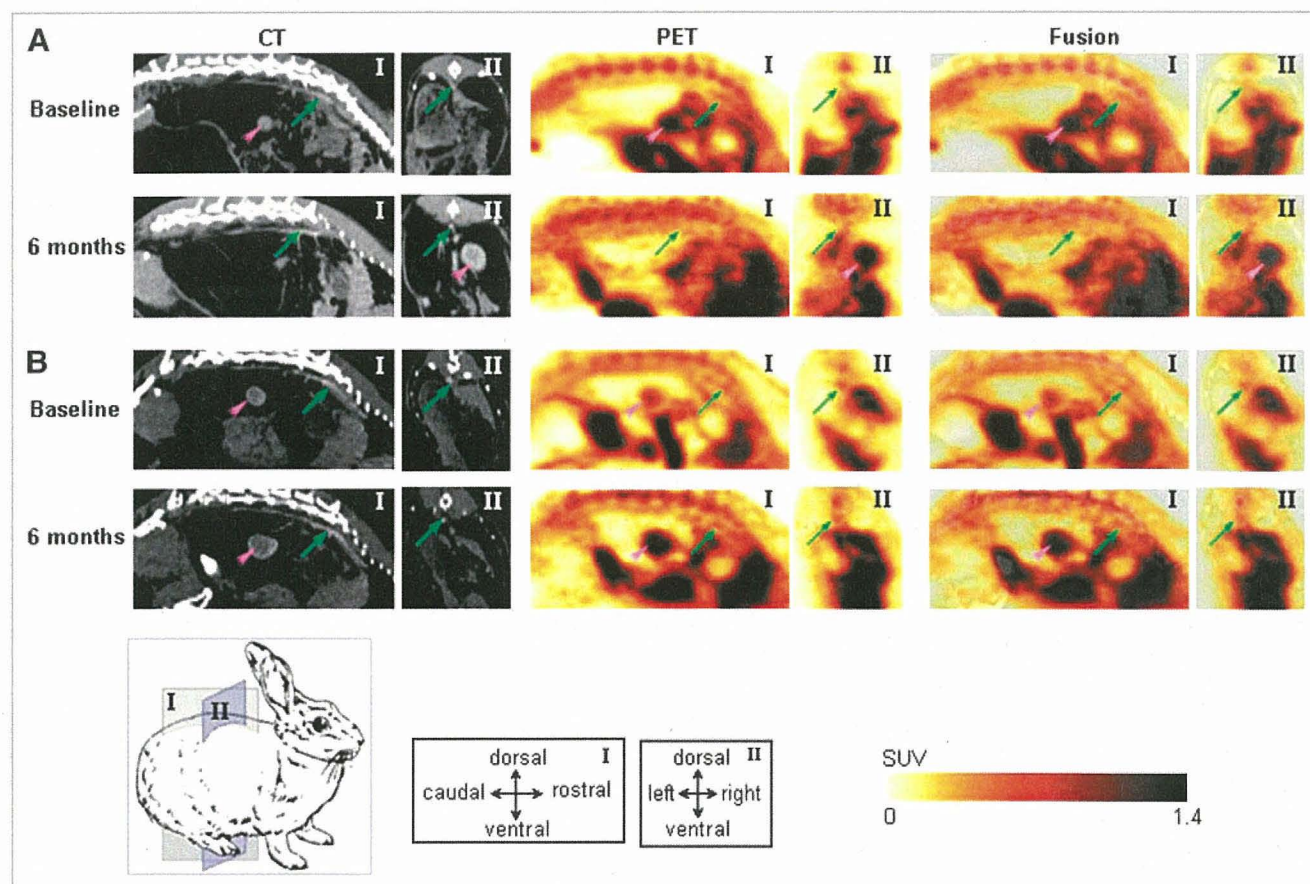 A
CT
PET
Fusion
Baseline
I
II
I
II
I
II
6 months
I
II
I
II
I
II
B
Baseline
I
II
I
II
I
II
6 months
I
II
I
II
I
II
I
II
dorsal
I
caudal
rostral
ventral
dorsal
II
left
right
ventral
SUV
0
1.4